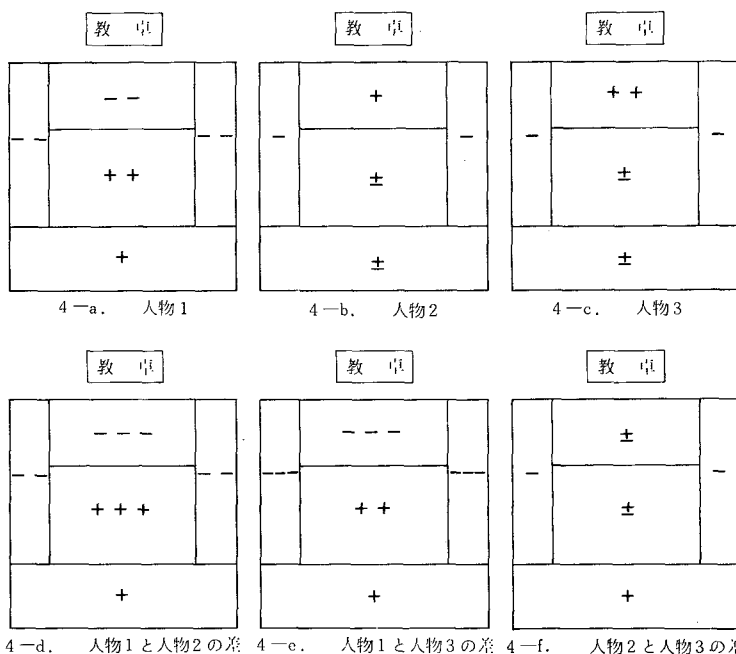 教 卓 教 卓 教 卓
－－ ＋ ＋＋
－－ －－ － － － －
＋＋ ± ±
＋ ± ±
4－a. 人物1 4－b. 人物2 4－c. 人物3
教 卓 教 卓 教 卓
－－－ －－－ ±
－－ －－ －－－ －－－ － －
＋＋＋ ＋＋ ±
＋ ＋ ＋
4－d. 人物1と人物2の 4－e. 人物1と人物3の 4－f. 人物2と人物3の